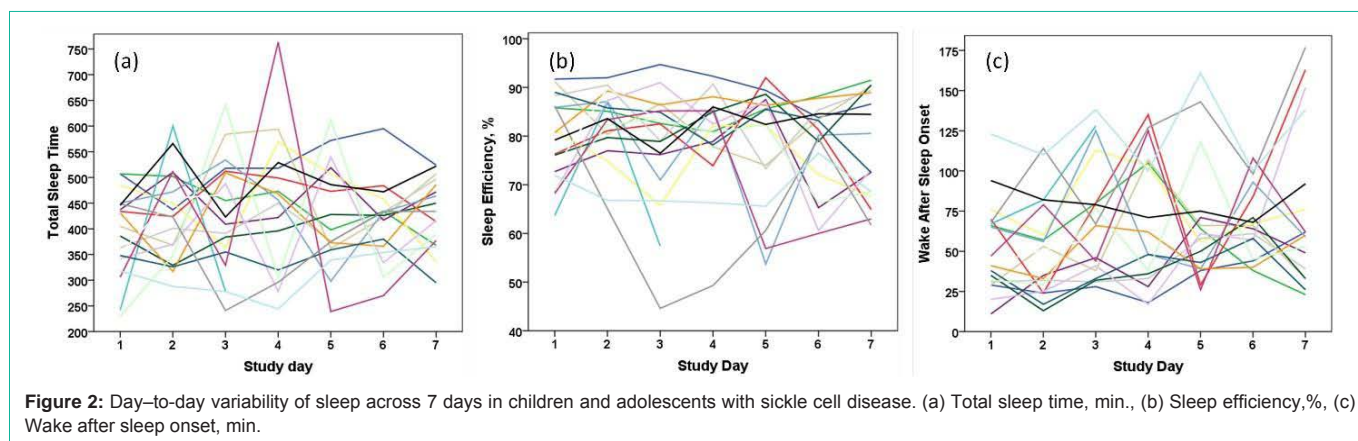 (a)
Total Sleep Time
750
700
650
600
550
500
450
400
350
300
250
200
1 2 3 4 5 6 7
Study day
(b)
Sleep Efficiency, %
100
90
80
70
60
50
40
1 2 3 4 5 6 7
Study Day
(c)
Wake After Sleep Onset
175
150
125
100
75
50
25
0
1 2 3 4 5 6 7
Study Day
Figure 2: Day–to-day variability of sleep across 7 days in children and adolescents with sickle cell disease. (a) Total sleep time, min., (b) Sleep efficiency,%, (c)
Wake after sleep onset, min.